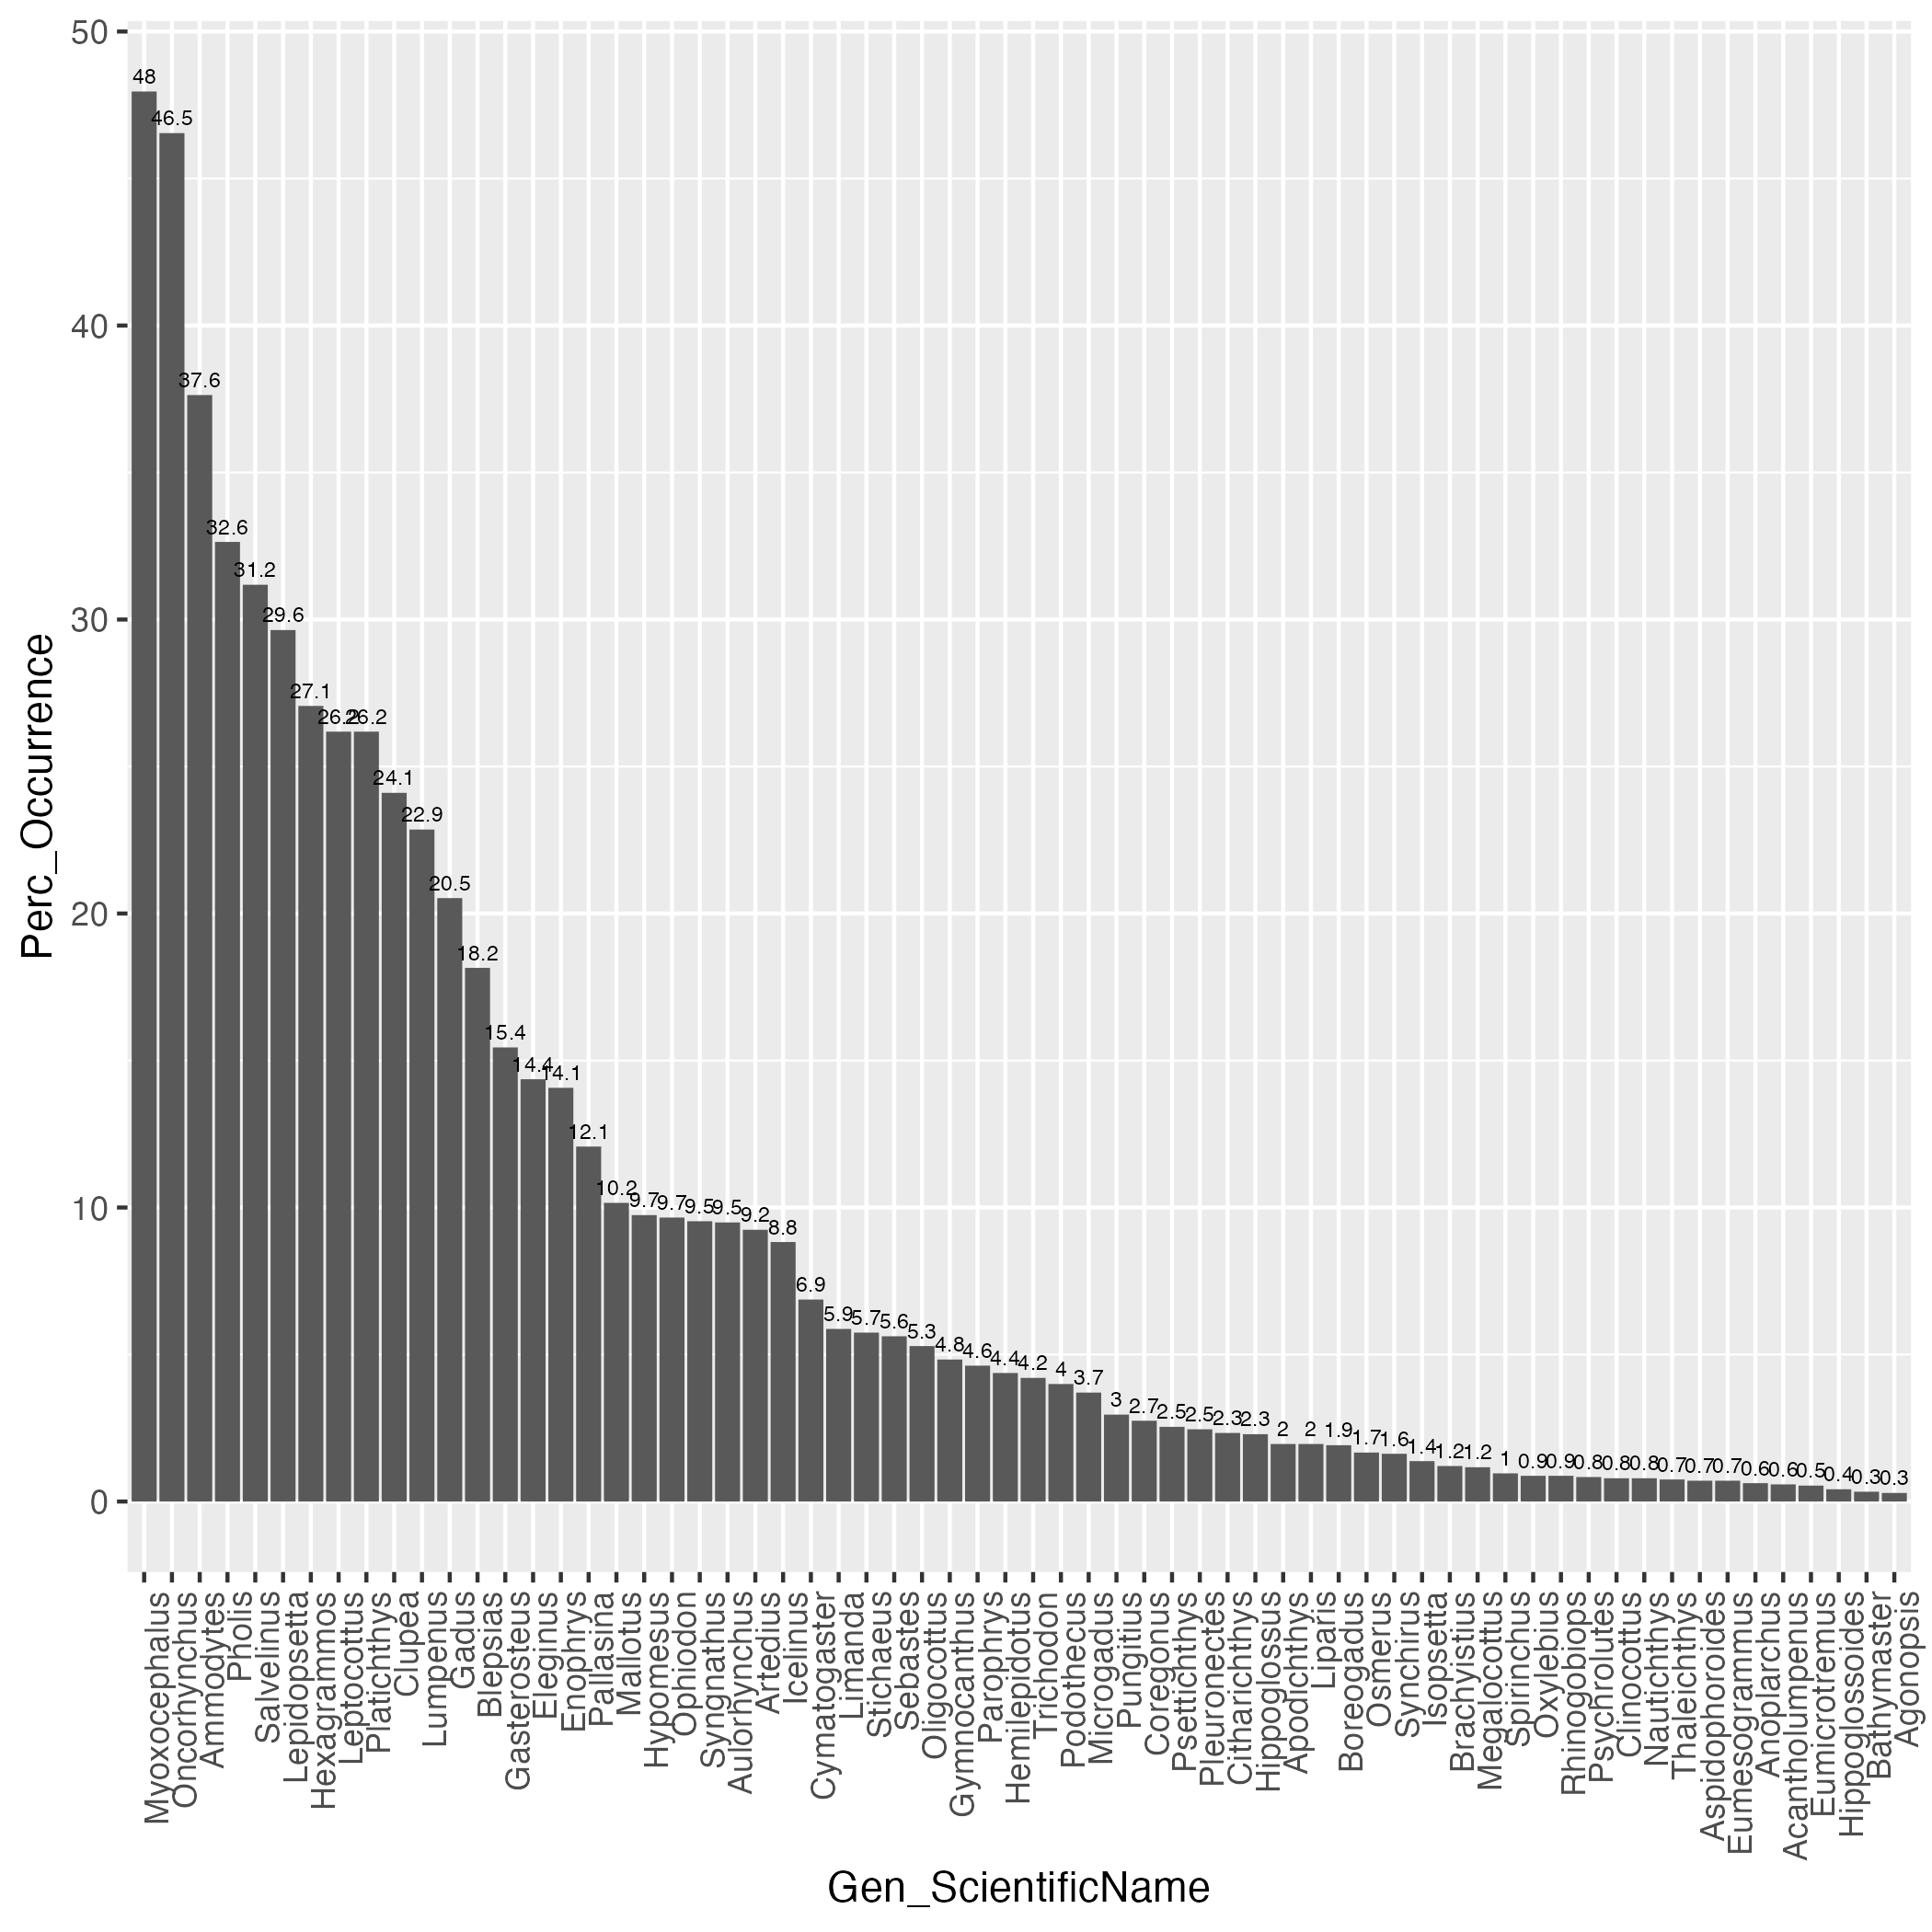 50
40
30
20
10
0
Perc_Occurrence
48
46.5
37.6
32.6
31.2
29.6
27.1
26.2
26.2
24.1
22.9
20.5
18.2
15.4
14.4
14.1
12.1
10.2
9.7
9.7
9.5
9.5
9.2
8.8
6.9
5.9
5.7
5.6
5.3
4.8
4.6
4.4
4.2
4
3.7
3
2.7
2.5
2.5
2.3
2.3
2
2
1.9
1.7
1.6
1.4
1.2
1.2
1
0.9
0.9
0.8
0.8
0.8
0.7
0.7
0.7
0.6
0.6
0.5
0.4
0.3
0.3
Myoxocephalus
Oncorhynchus
Ammodytes
Pholis
Salvelinus
Lepidopsetta
Hexagrammos
Leptocottus
Platichthys
Clupea
Lumpenus
Gadus
Blepsias
Gasterosteus
Eleginus
Enophrys
Pallasina
Mallotus
Hypomesus
Ophiodon
Syngnathus
Aulorhynchus
Artedius
Icelinus
Cymatogaster
Limanda
Stichaeus
Sebastes
Oligocottus
Gymnocanthus
Parophrys
Hemilepidotus
Trichodon
Podothecus
Microgadus
Pungitius
Coregonus
Psettichthys
Pleuronectes
Citharichthys
Hippoglossus
Apodichthys
Liparis
Boreogadus
Osmerus
Synchirus
Isopsetta
Brachyistius
Megalocottus
Spirinchus
Oxylebius
Rhinogobiops
Psychrolutes
Clinocottus
Nautichthys
Thaleichthys
Aspidophoroides
Eumesogrammus
Anoplarchus
Acantholumpenus
Eumicrotremus
Hippoglossoides
Bathymaster
Agonopsis
Gen_ScientificName